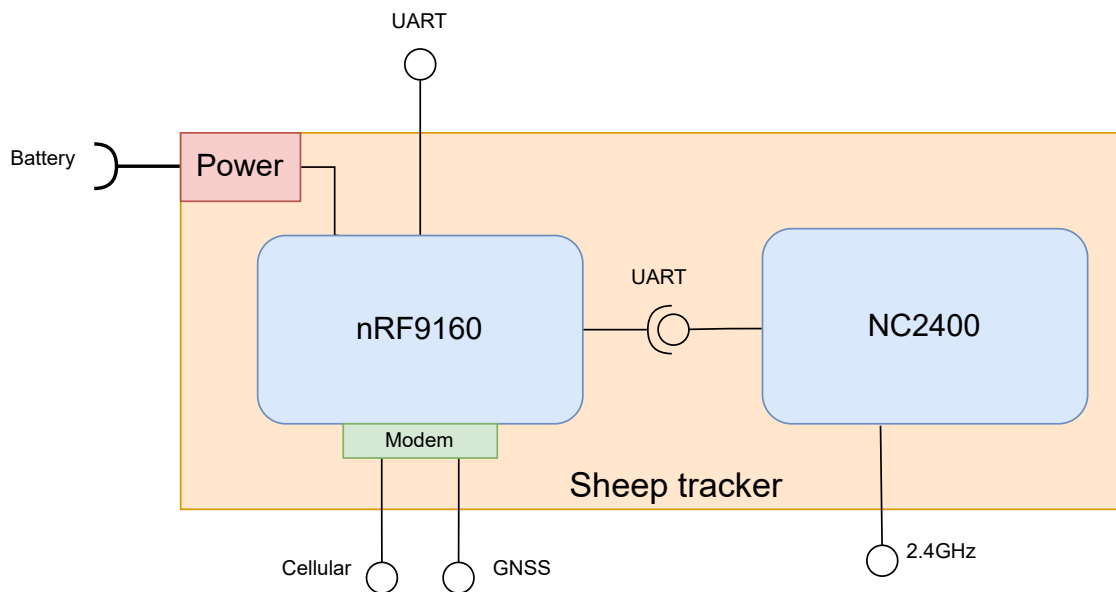 UART
Battery
Power
UART
nRF9160
NC2400
Modem
Sheep tracker
2.4GHz
Cellular
GNSS